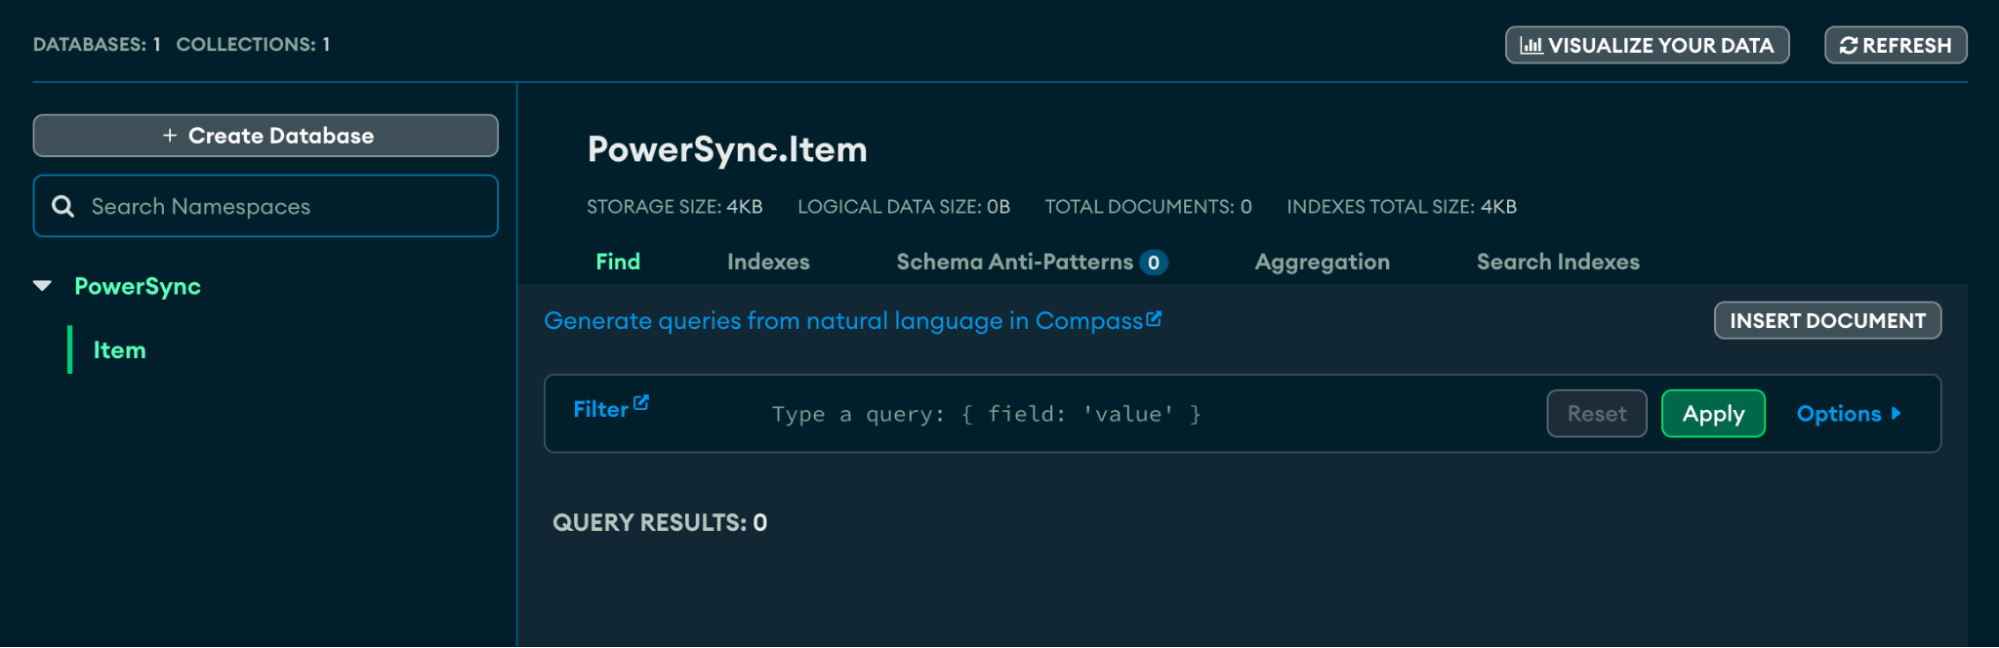 DATABASES: 1 COLLECTIONS: 1
VISUALIZE YOUR DATA
REFRESH
+ Create Database
Search Namespaces
PowerSync
Item
PowerSync.Item
STORAGE SIZE: 4KB LOGICAL DATA SIZE: 0B TOTAL DOCUMENTS: 0 INDEXES TOTAL SIZE: 4KB
Find Indexes Schema Anti-Patterns 0 Aggregation Search Indexes
Generate queries from natural language in Compass
INSERT DOCUMENT
Filter Type a query: { field: 'value' } Reset Apply Options
QUERY RESULTS: 0